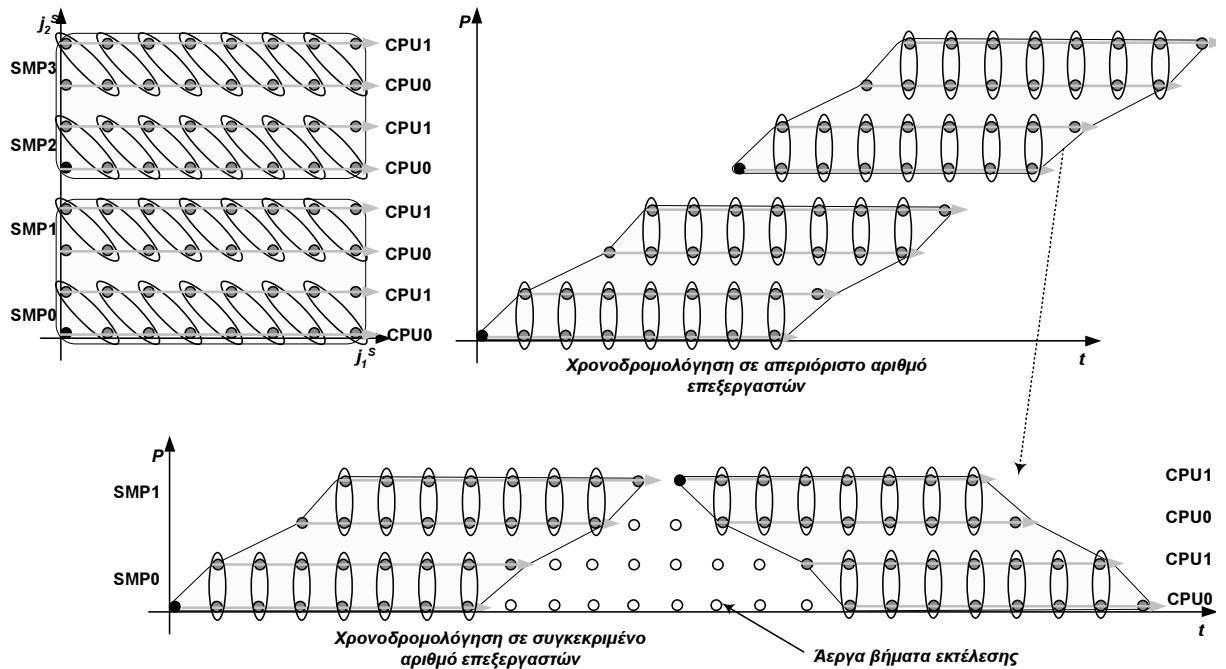 j₂ˢ
SMP3
SMP2
SMP1
SMP0
CPU1
CPU0
CPU1
CPU0
CPU1
CPU0
CPU1
CPU0
j₁ˢ
P
t
Χρονοδρομολόγηση σε απεριόριστο αριθμό
επεξεργαστών
P
SMP1
SMP0
CPU1
CPU0
CPU1
CPU0
t
Χρονοδρομολόγηση σε συγκεκριμένο
αριθμό επεξεργαστών
Άεργα βήματα εκτέλεσης